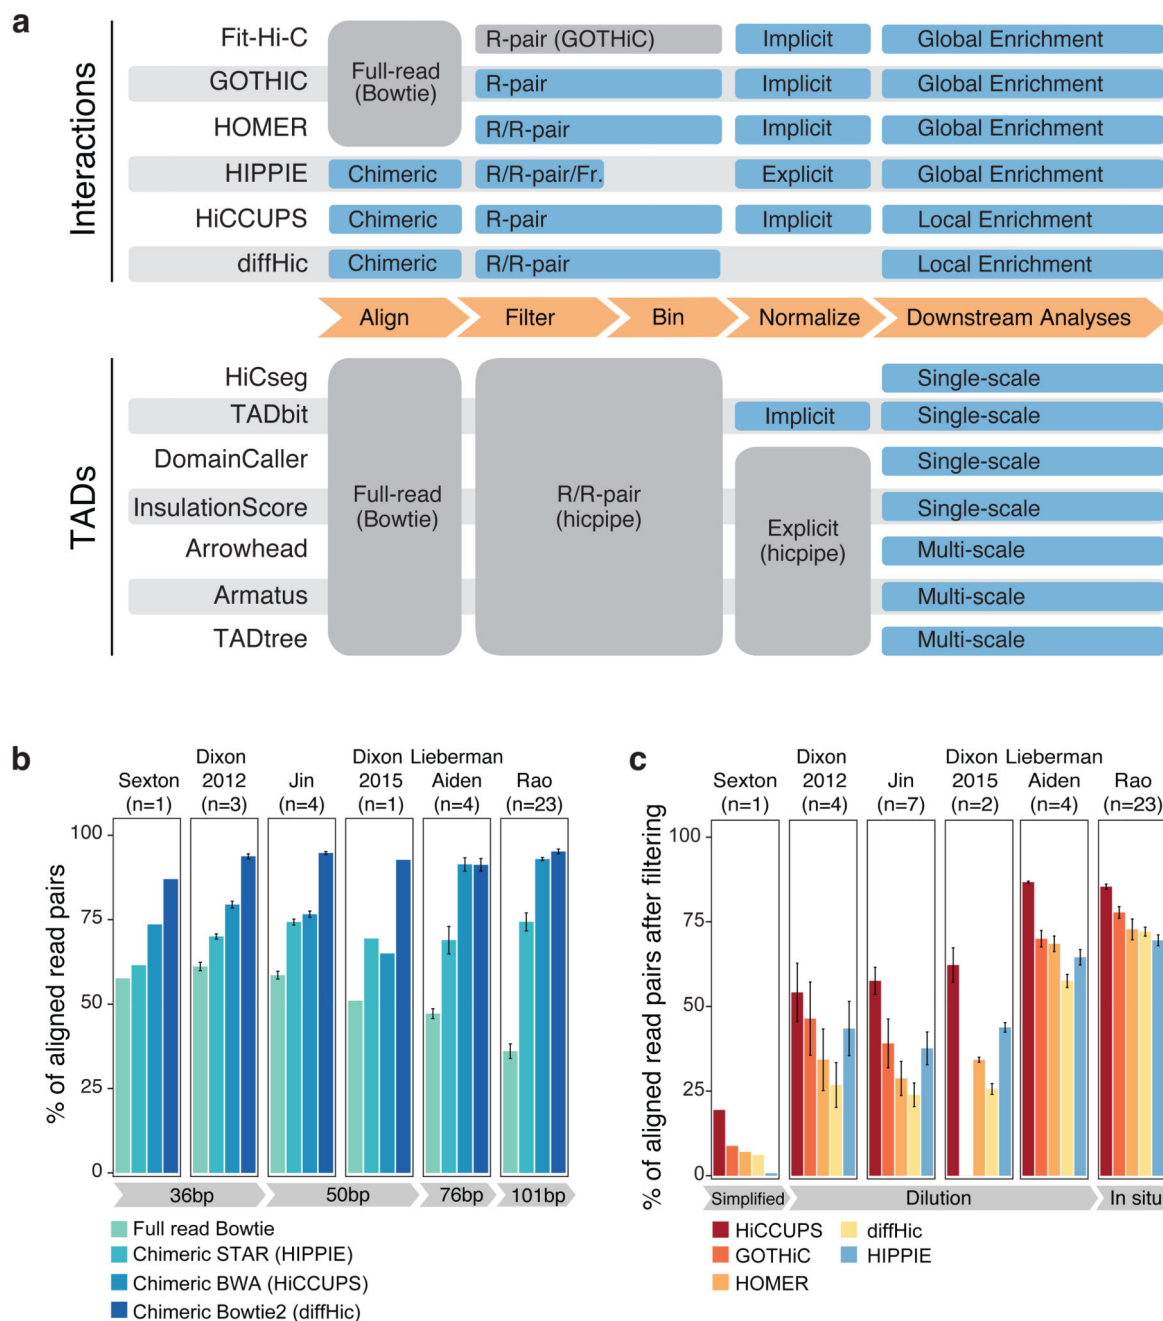 a
Interactions
Fit-Hi-C
R-pair (GOTHiC)
Implicit
Global Enrichment
Full-read
(Bowtie)
GOTHIC
R-pair
Implicit
Global Enrichment
HOMER
R/R-pair
Implicit
Global Enrichment
HIPPIE
Chimeric
R/R-pair/Fr.
Explicit
Global Enrichment
HiCCUPS
Chimeric
R-pair
Implicit
Local Enrichment
diffHic
Chimeric
R/R-pair
Local Enrichment
Align
Filter
Bin
Normalize
Downstream Analyses
TADs
HiCseg
Single-scale
TADbit
Implicit
Single-scale
DomainCaller
Single-scale
Full-read
(Bowtie)
R/R-pair
(hicpipe)
InsulationScore
Single-scale
Explicit
(hicpipe)
Arrowhead
Multi-scale
Armatus
Multi-scale
TADtree
Multi-scale
b
Sexton
(n=1)
Dixon
2012
(n=3)
Jin
(n=4)
Dixon
2015
(n=1)
Lieberman
Aiden
(n=4)
Rao
(n=23)
% of aligned read pairs
100
75
50
25
0
36bp
50bp
76bp
101bp
Full read Bowtie
Chimeric STAR (HIPPIE)
Chimeric BWA (HiCCUPS)
Chimeric Bowtie2 (diffHic)
c
Sexton
(n=1)
Dixon
2012
(n=4)
Jin
(n=7)
Dixon
2015
(n=2)
Lieberman
Aiden
(n=4)
Rao
(n=23)
% of aligned read pairs after filtering
100
75
50
25
0
Simplified
Dilution
In situ
HiCCUPS
GOTHiC
HOMER
diffHic
HIPPIE